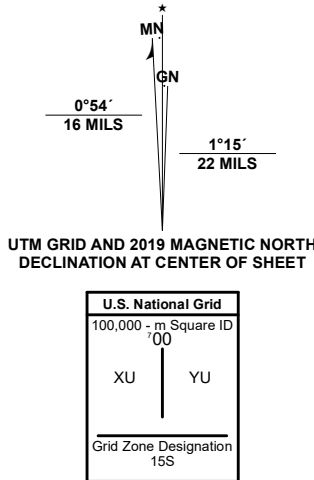 ★
MN
GN
0°54´
16 MILS
1°15´
22 MILS
UTM GRID AND 2019 MAGNETIC NORTH
DECLINATION AT CENTER OF SHEET
U.S. National Grid
100,000 - m Square ID
⁷00
XU YU
Grid Zone Designation
15S